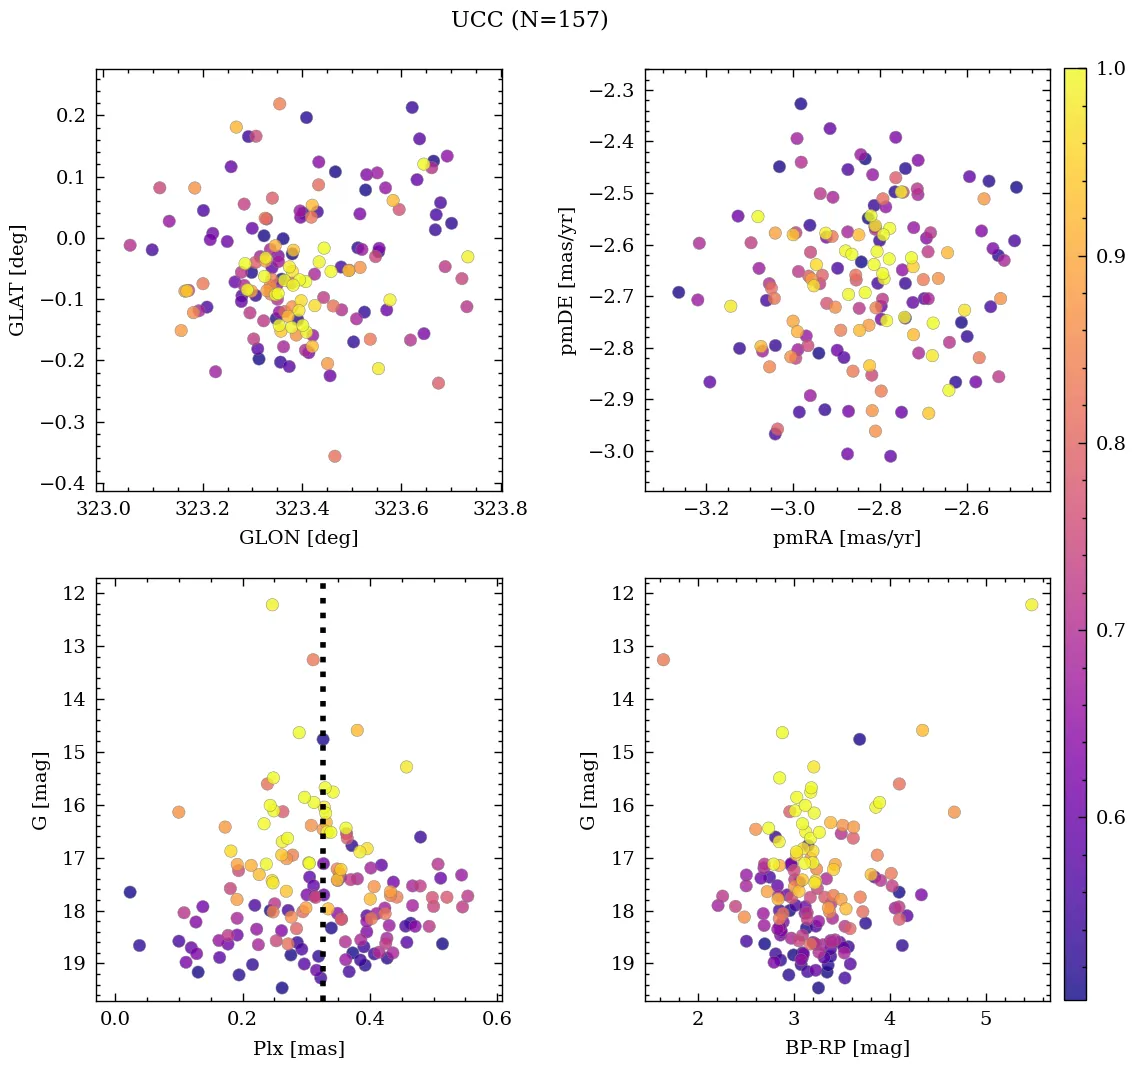 UCC (N=157)
0.2
0.1
0.0
−0.1
−0.2
−0.3
−0.4
GLAT [deg]
323.0 323.2 323.4 323.6 323.8
GLON [deg]
−2.3
−2.4
−2.5
−2.6
−2.7
−2.8
−2.9
−3.0
pmDE [mas/yr]
−3.2 −3.0 −2.8 −2.6
pmRA [mas/yr]
12
13
14
15
16
17
18
19
G [mag]
0.0 0.2 0.4 0.6
Plx [mas]
12
13
14
15
16
17
18
19
G [mag]
2 3 4 5
BP-RP [mag]
1.0
0.9
0.8
0.7
0.6